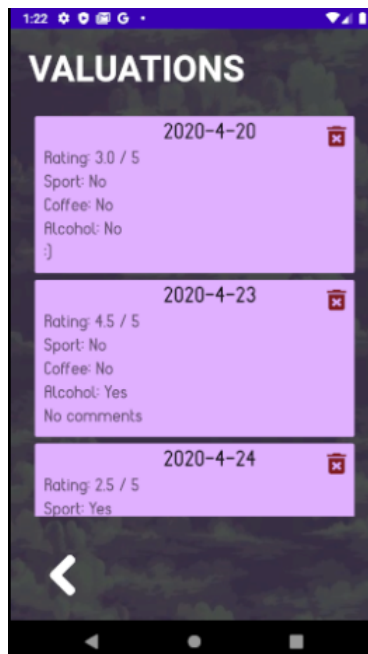 1:22
VALUATIONS
2020-4-20
Rating: 3.0 / 5
Sport: No
Coffee: No
Alcohol: No
:)
2020-4-23
Rating: 4.5 / 5
Sport: No
Coffee: No
Alcohol: Yes
No comments
2020-4-24
Rating: 2.5 / 5
Sport: Yes